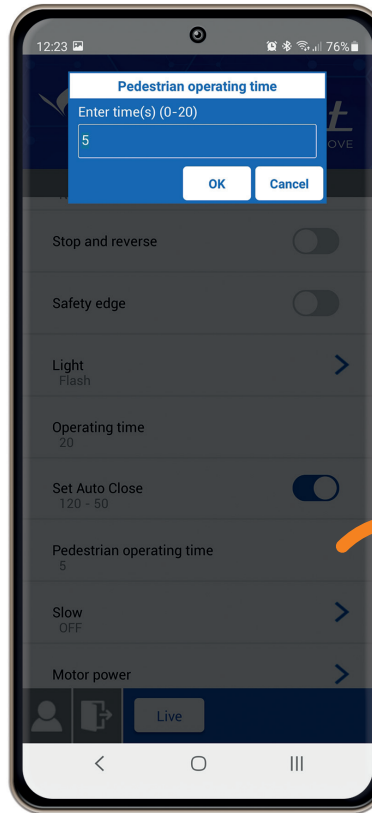 12:23
76%
Pedestrian operating time
Enter time(s) (0-20)
5
OK
Cancel
t
OVE
Stop and reverse
Safety edge
Light
Flash
Operating time
20
Set Auto Close
120 - 50
Pedestrian operating time
5
Slow
OFF
Motor power
Live